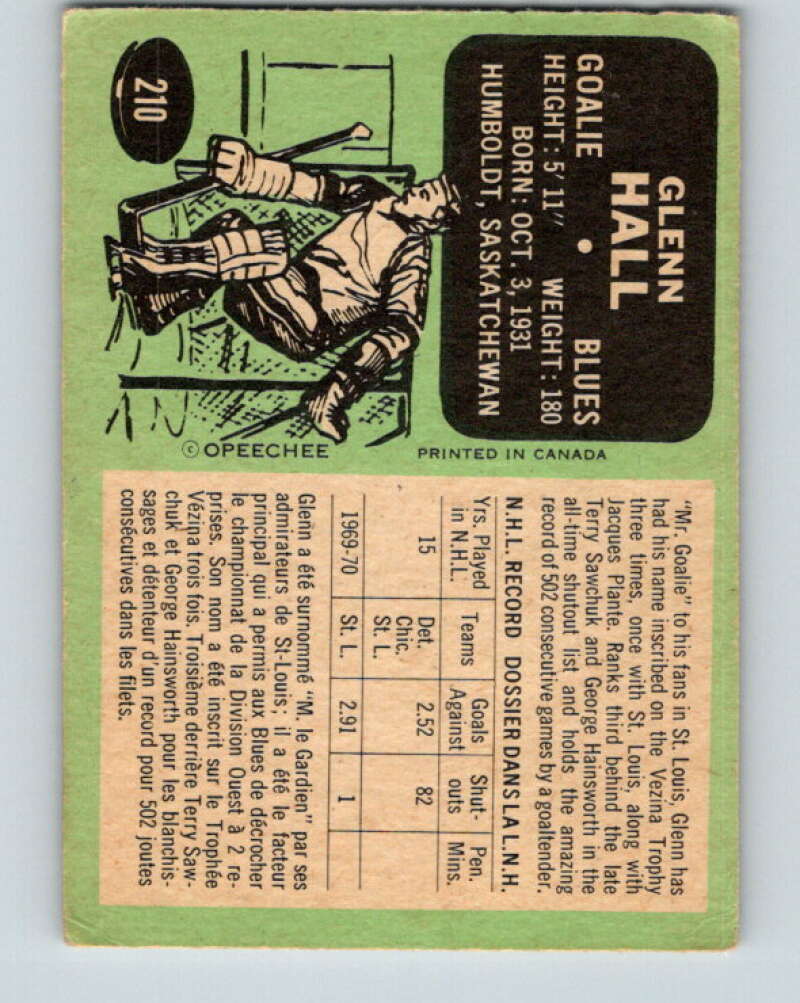 210
GLENN
HALL
GOALIE • BLUES
HEIGHT: 5'11" WEIGHT: 180
BORN: OCT. 3, 1931
HUMBOLDT, SASKATCHEWAN
© OPEECHEE
PRINTED IN CANADA
"Mr. Goalie" to his fans in St. Louis, Glenn has
had his name inscribed on the Vezina Trophy
three times, once with St. Louis, along with
Jacques Plante. Ranks third behind the late
Terry Sawchuk and George Hainsworth in the
all-time shutout list and holds the amazing
record of 502 consecutive games by a goaltender.
N.H.L. RECORD DOSSIER DANS LA L.N.H.
Yrs. Played in N.H.L. Teams Goals Against Shut-outs Pen. Mins.
15 Det. Chic. St. L. 2.52 82
1969-70 St. L. 2.91 1
Glenn a été surnommé "M. le Gardien" par ses
admirateurs de St-Louis; il a été le facteur
principal qui a permis aux Blues de décrocher
le championnat de la Division Ouest à 2 re-
prises. Son nom a été inscrit sur le Trophée
Vézina trois fois. Troisième derrière Terry Saw-
chuk et George Hainsworth pour les blanchis-
sages et détenteur d'un record pour 502 joutes
consécutives dans les filets.